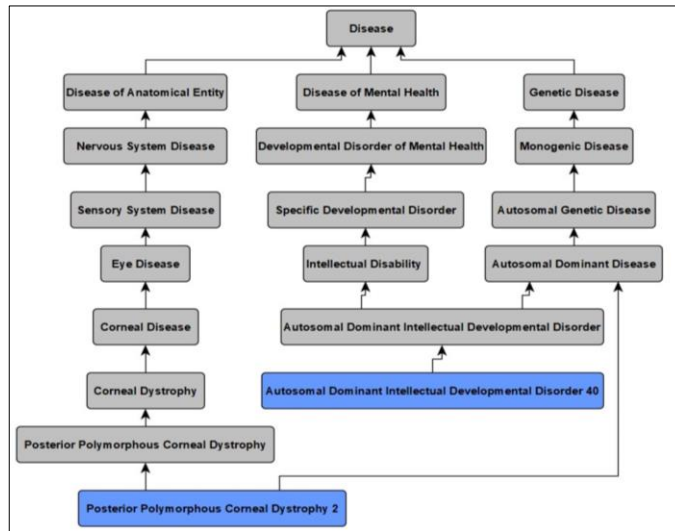 Disease
Disease of Anatomical Entity
Disease of Mental Health
Genetic Disease
Nervous System Disease
Developmental Disorder of Mental Health
Monogenic Disease
Sensory System Disease
Specific Developmental Disorder
Autosomal Genetic Disease
Eye Disease
Intellectual Disability
Autosomal Dominant Disease
Corneal Disease
Autosomal Dominant Intellectual Developmental Disorder
Corneal Dystrophy
Autosomal Dominant Intellectual Developmental Disorder 40
Posterior Polymorphous Corneal Dystrophy
Posterior Polymorphous Corneal Dystrophy 2